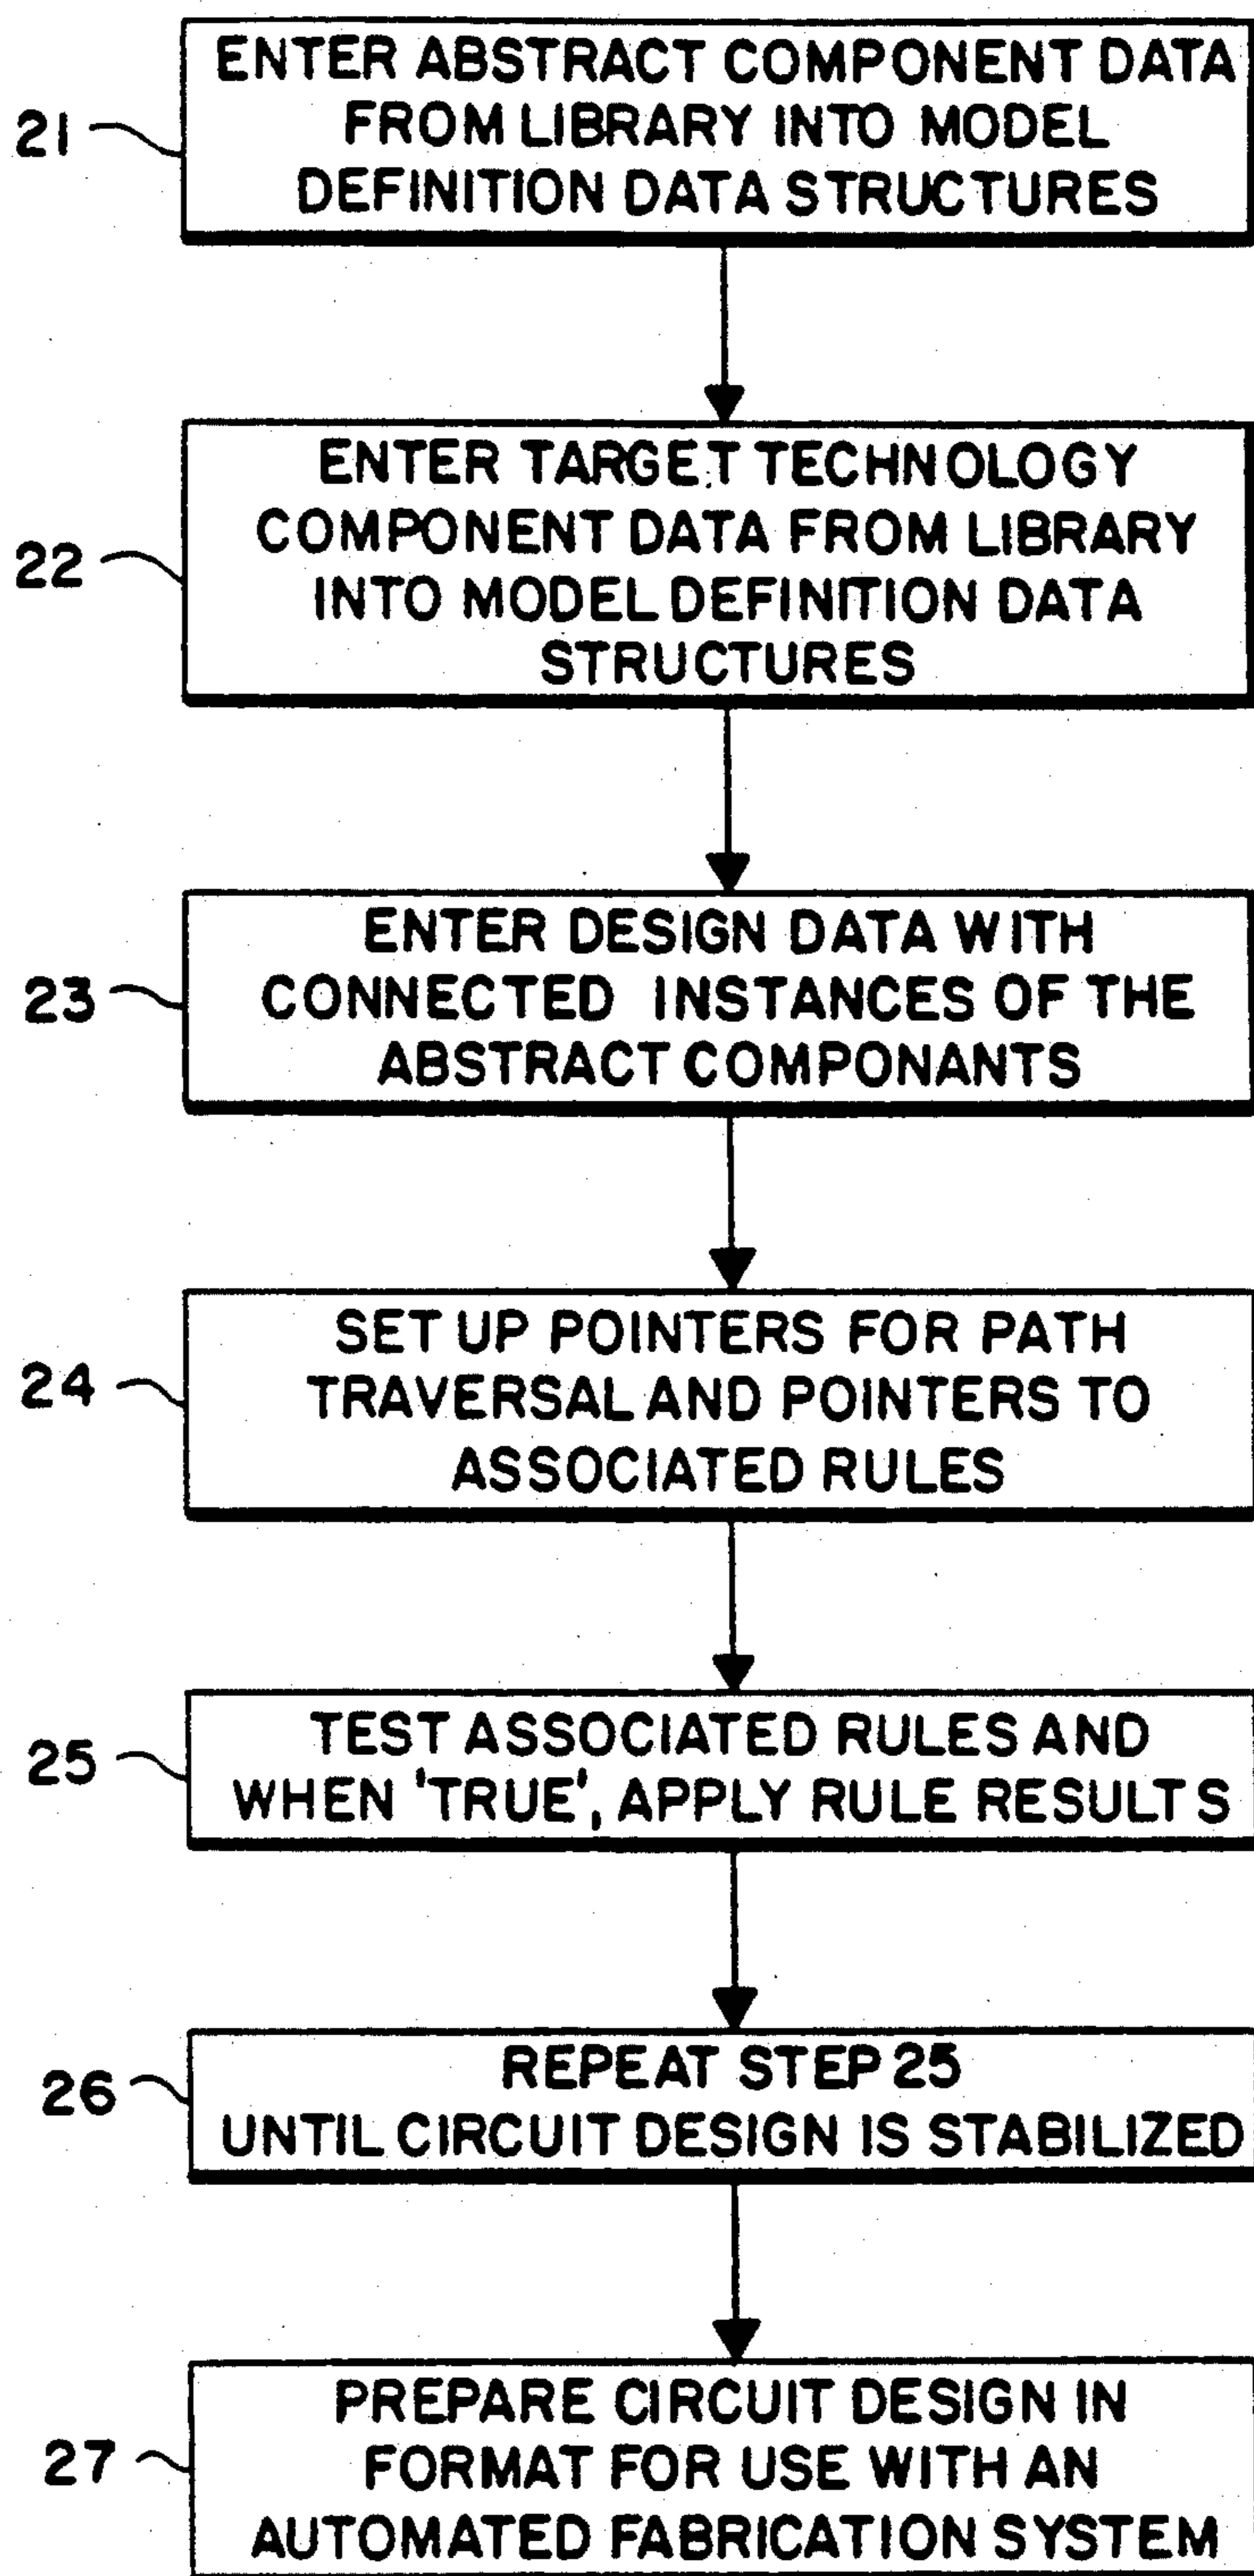 21
ENTER ABSTRACT COMPONENT DATA
FROM LIBRARY INTO MODEL
DEFINITION DATA STRUCTURES
22
ENTER TARGET TECHNOLOGY
COMPONENT DATA FROM LIBRARY
INTO MODEL DEFINITION DATA
STRUCTURES
23
ENTER DESIGN DATA WITH
CONNECTED INSTANCES OF THE
ABSTRACT COMPONANTS
24
SET UP POINTERS FOR PATH
TRAVERSAL AND POINTERS TO
ASSOCIATED RULES
25
TEST ASSOCIATED RULES AND
WHEN 'TRUE', APPLY RULE RESULTS
26
REPEAT STEP 25
UNTIL CIRCUIT DESIGN IS STABILIZED
27
PREPARE CIRCUIT DESIGN IN
FORMAT FOR USE WITH AN
AUTOMATED FABRICATION SYSTEM